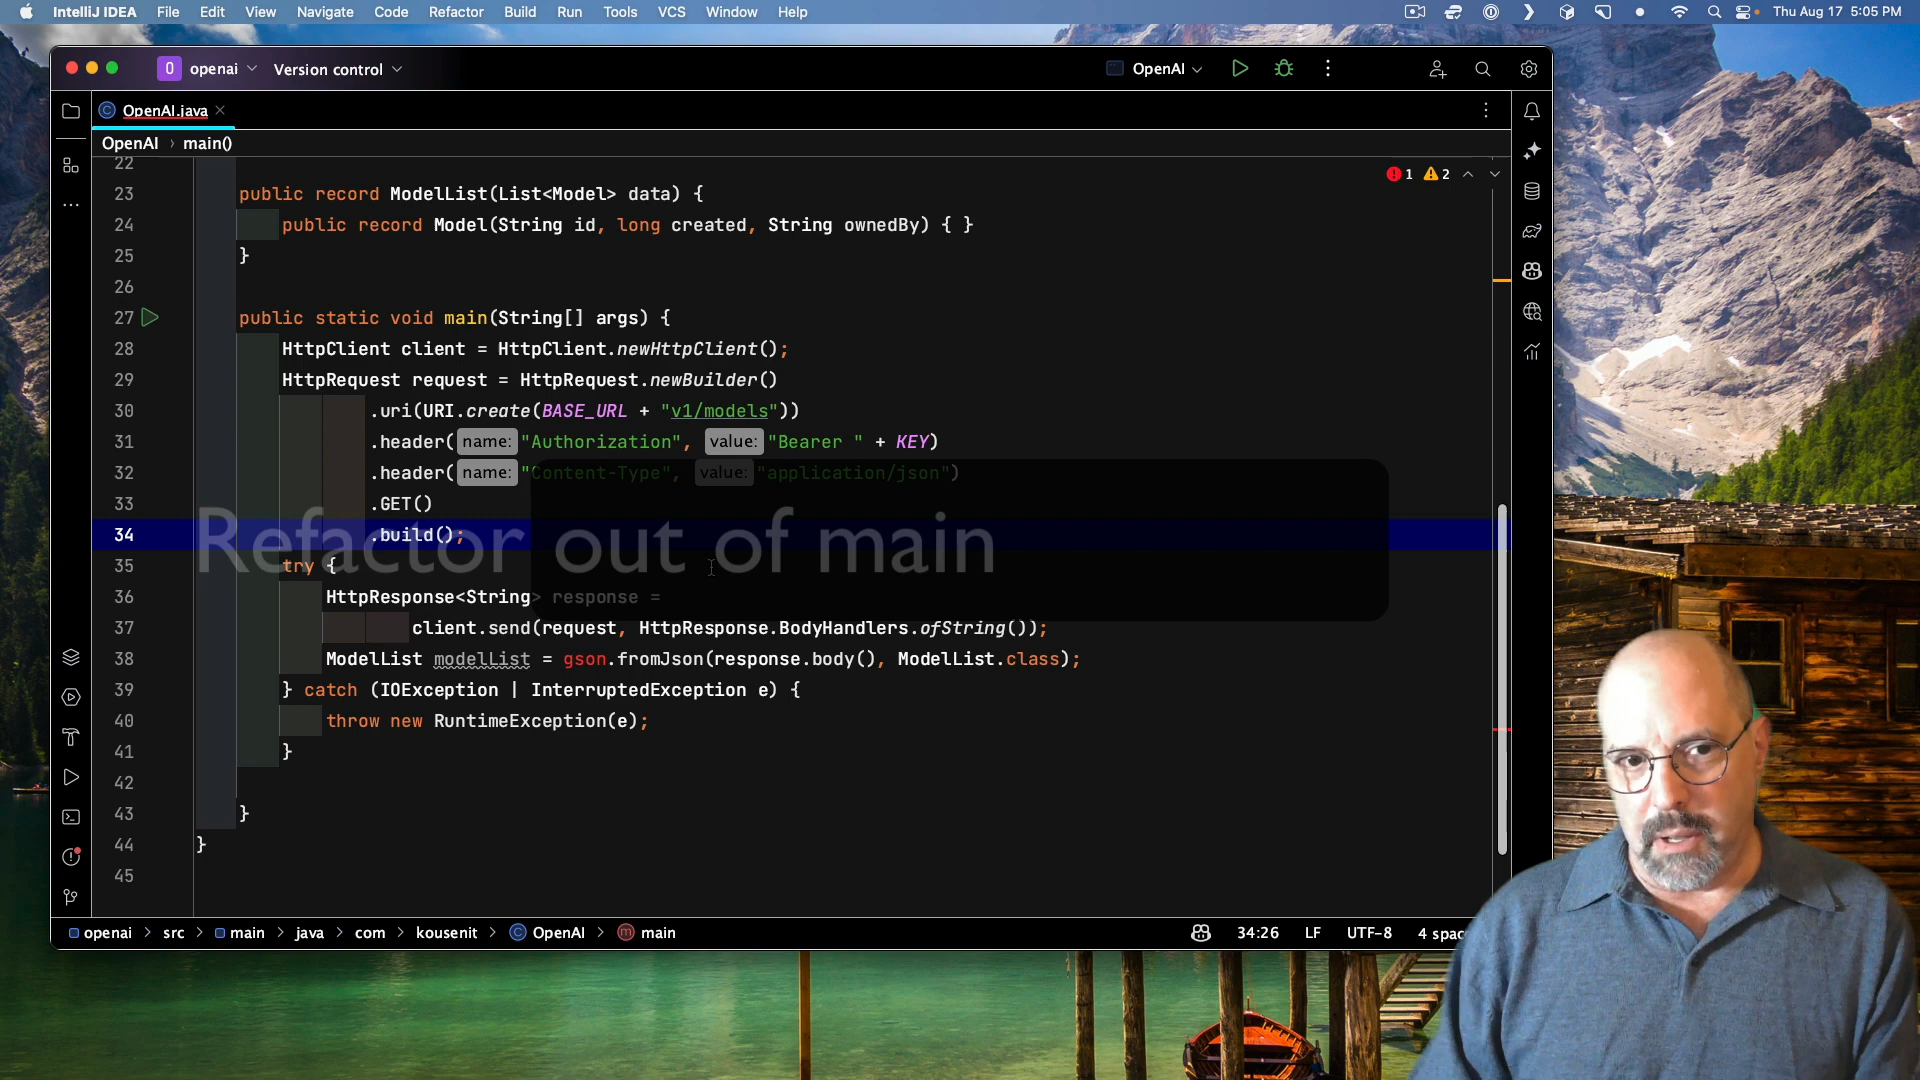 IntelliJ IDEA File Edit View Navigate Code Refactor Build Run Tools VCS Window Help Thu Aug 17 5:05 PM
O openai Version control OpenAI
OpenAI.java
OpenAI > main()
1 2
22
23 public record ModelList(List<Model> data) {
24 public record Model(String id, long created, String ownedBy) { }
25 }
26
27 public static void main(String[] args) {
28 HttpClient client = HttpClient.newHttpClient();
29 HttpRequest request = HttpRequest.newBuilder()
30 .uri(URI.create(BASE_URL + "v1/models"))
31 .header( name: "Authorization", value: "Bearer " + KEY)
32 .header( name: "Content-Type", value: "application/json")
33 .GET()
34 .build();
Refactor out of main
35 try {
36 HttpResponse<String> response =
37 client.send(request, HttpResponse.BodyHandlers.ofString());
38 ModelList modelList = gson.fromJson(response.body(), ModelList.class);
39 } catch (IOException | InterruptedException e) {
40 throw new RuntimeException(e);
41 }
42
43 }
44 }
45
openai > src > main > java > com > kousenit > OpenAI > main 34:26 LF UTF-8 4 spac